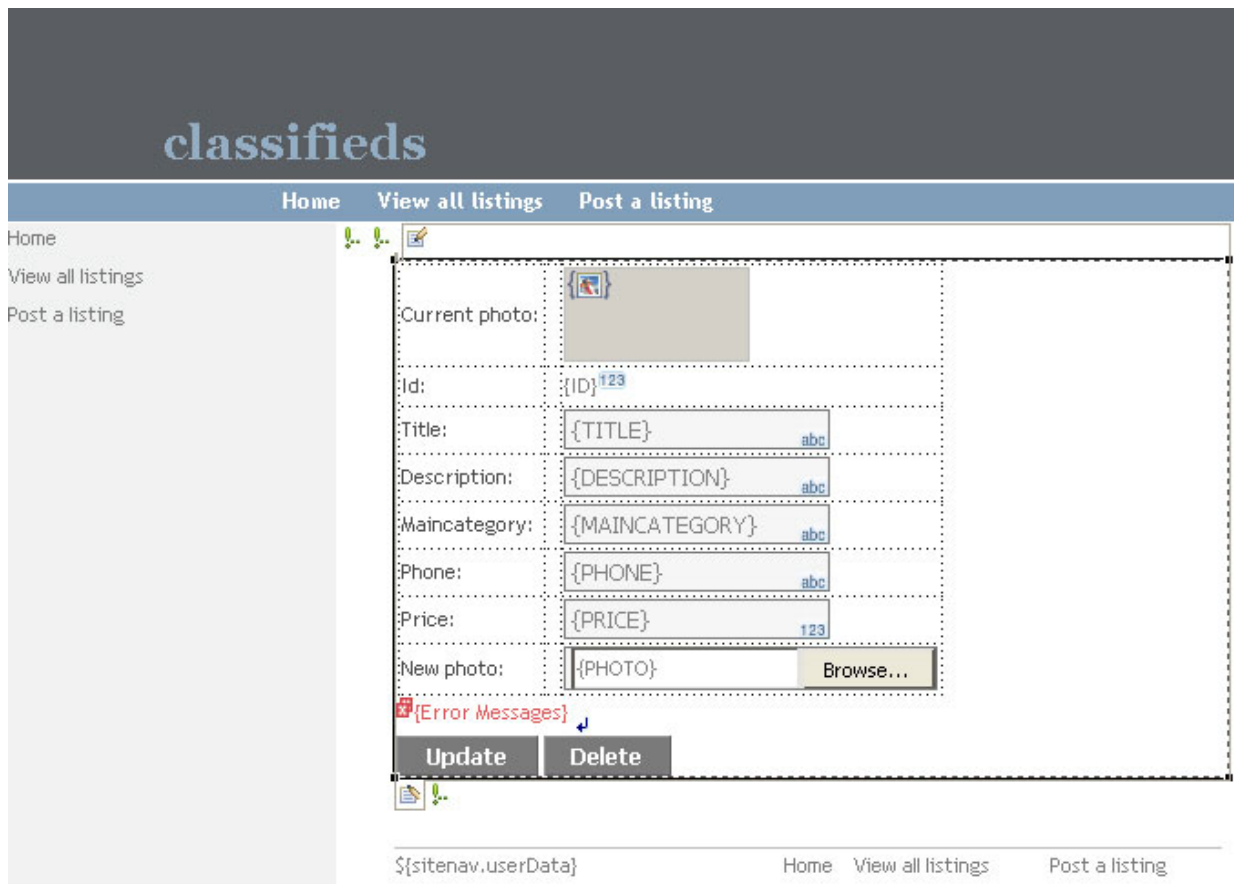 classifieds
Home View all listings Post a listing
Home
View all listings
Post a listing
Current photo: {}
Id: {ID}123
Title: {TITLE} abc
Description: {DESCRIPTION} abc
Maincategory: {MAINCATEGORY} abc
Phone: {PHONE} abc
Price: {PRICE} 123
New photo: {PHOTO} Browse...
{Error Messages}
Update Delete
${sitenav.userData} Home View all listings Post a listing